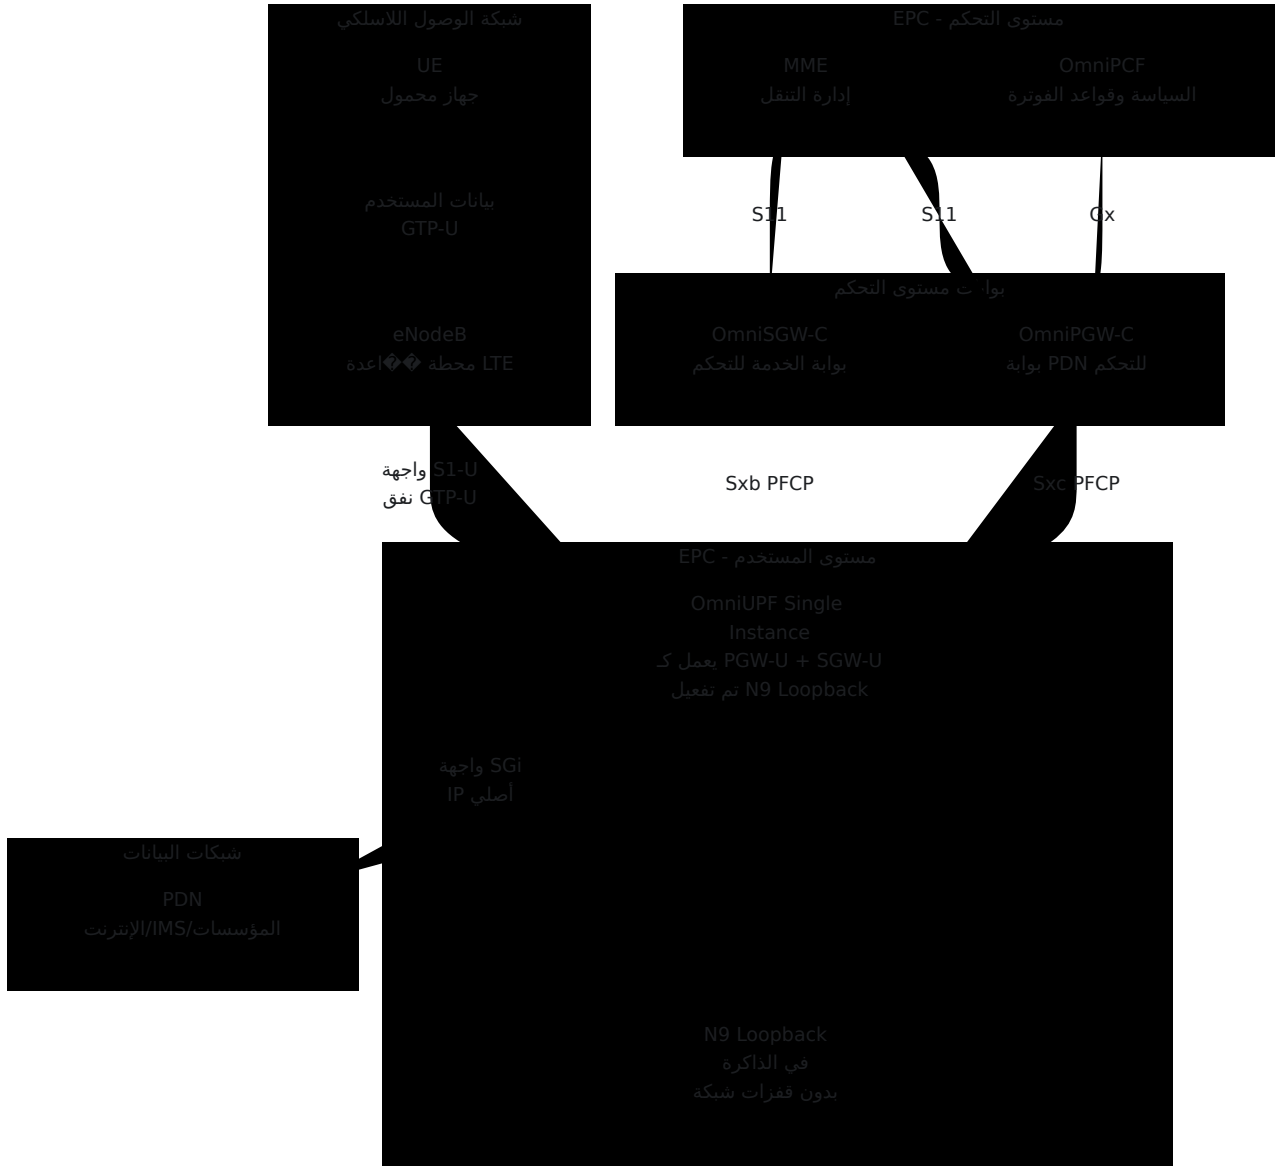 شبكة الوصول اللاسلكي
UE
جهاز محمول
بيانات المستخدم
GTP-U
eNodeB
محطة ��اعدة LTE
مستوى التحكم - EPC
MME
إدارة التنقل
OmniPCF
السياسة وقواعد الفوترة
S11
S11
Gx
مستوى التحكم
OmniSGW-C
بوابة الخدمة للتحكم
OmniPGW-C
بوابة PDN للتحكم
واجهة S1-U
نفق GTP-U
Sxb PFCP
Sxc PFCP
مستوى المستخدم - EPC
OmniUPF Single
Instance
يعمل كـ PGW-U + SGW-U
تم تفعيل N9 Loopback
واجهة SGi
IP أصلي
شبكات البيانات
PDN
الإنترنت/IMS/المؤسسات
N9 Loopback
في الذاكرة
بدون قفزات شبكة